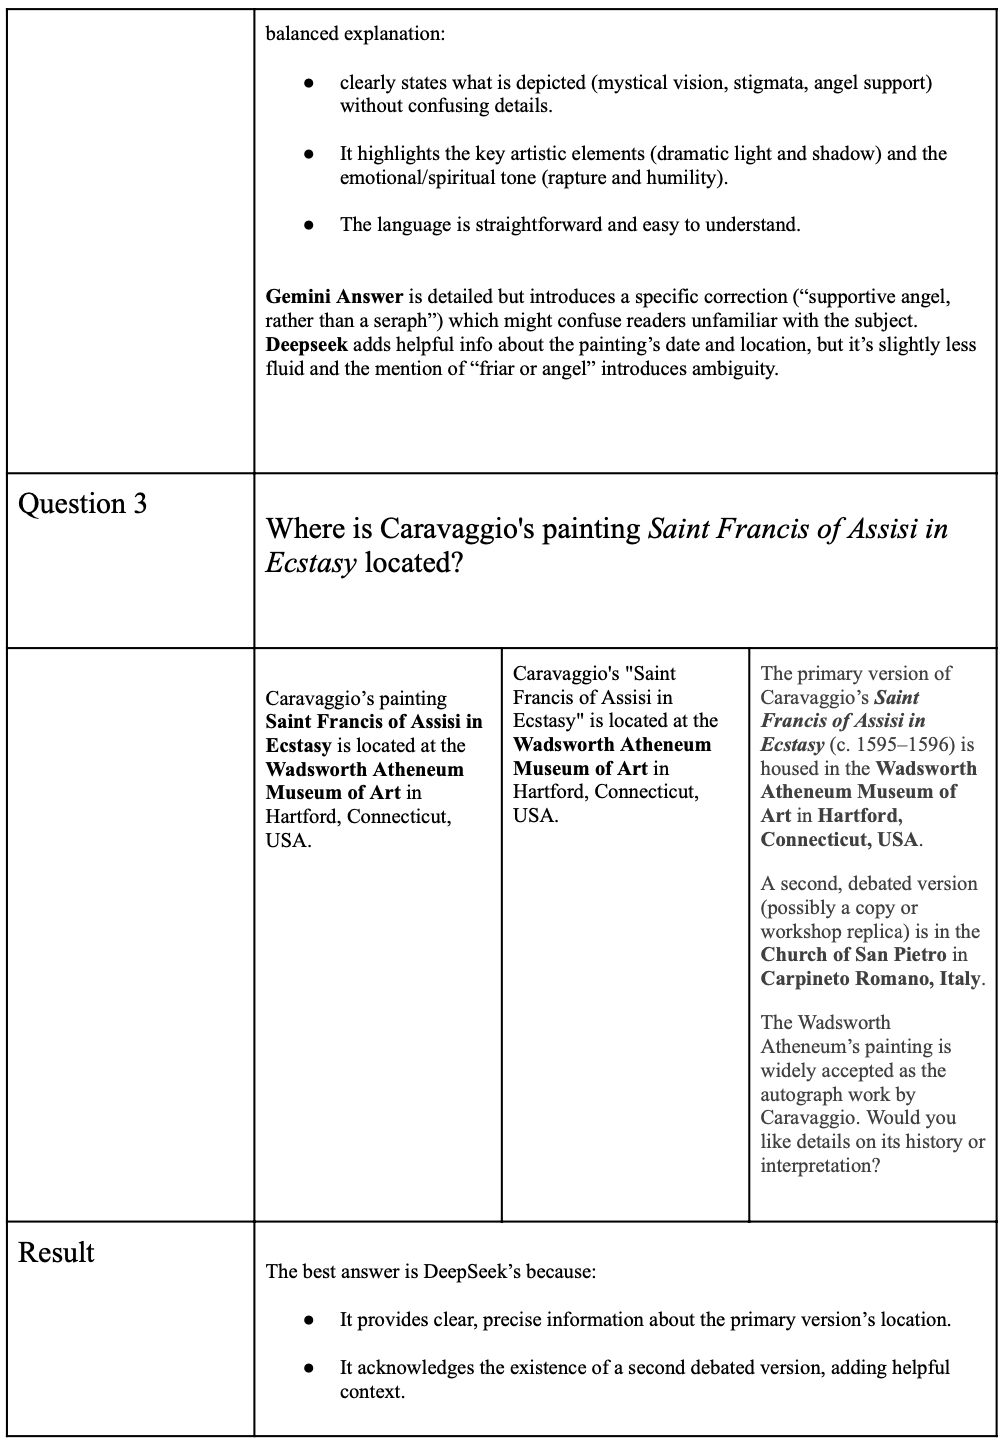 balanced explanation:
● clearly states what is depicted (mystical vision, stigmata, angel support)
without confusing details.
● It highlights the key artistic elements (dramatic light and shadow) and the
emotional/spiritual tone (rapture and humility).
● The language is straightforward and easy to understand.
Gemini Answer is detailed but introduces a specific correction (“supportive angel,
rather than a seraph”) which might confuse readers unfamiliar with the subject.
Deepseek adds helpful info about the painting’s date and location, but it’s slightly less
fluid and the mention of “friar or angel” introduces ambiguity.
Question 3
Where is Caravaggio's painting Saint Francis of Assisi in
Ecstasy located?
Caravaggio’s painting
Saint Francis of Assisi in
Ecstasy is located at the
Wadsworth Atheneum
Museum of Art in
Hartford, Connecticut,
USA.
Caravaggio's "Saint
Francis of Assisi in
Ecstasy" is located at the
Wadsworth Atheneum
Museum of Art in
Hartford, Connecticut,
USA.
The primary version of
Caravaggio’s Saint
Francis of Assisi in
Ecstasy (c. 1595–1596) is
housed in the Wadsworth
Atheneum Museum of
Art in Hartford,
Connecticut, USA.
A second, debated version
(possibly a copy or
workshop replica) is in the
Church of San Pietro in
Carpineto Romano, Italy.
The Wadsworth
Atheneum’s painting is
widely accepted as the
autograph work by
Caravaggio. Would you
like details on its history or
interpretation?
Result
The best answer is DeepSeek’s because:
● It provides clear, precise information about the primary version’s location.
● It acknowledges the existence of a second debated version, adding helpful
context.